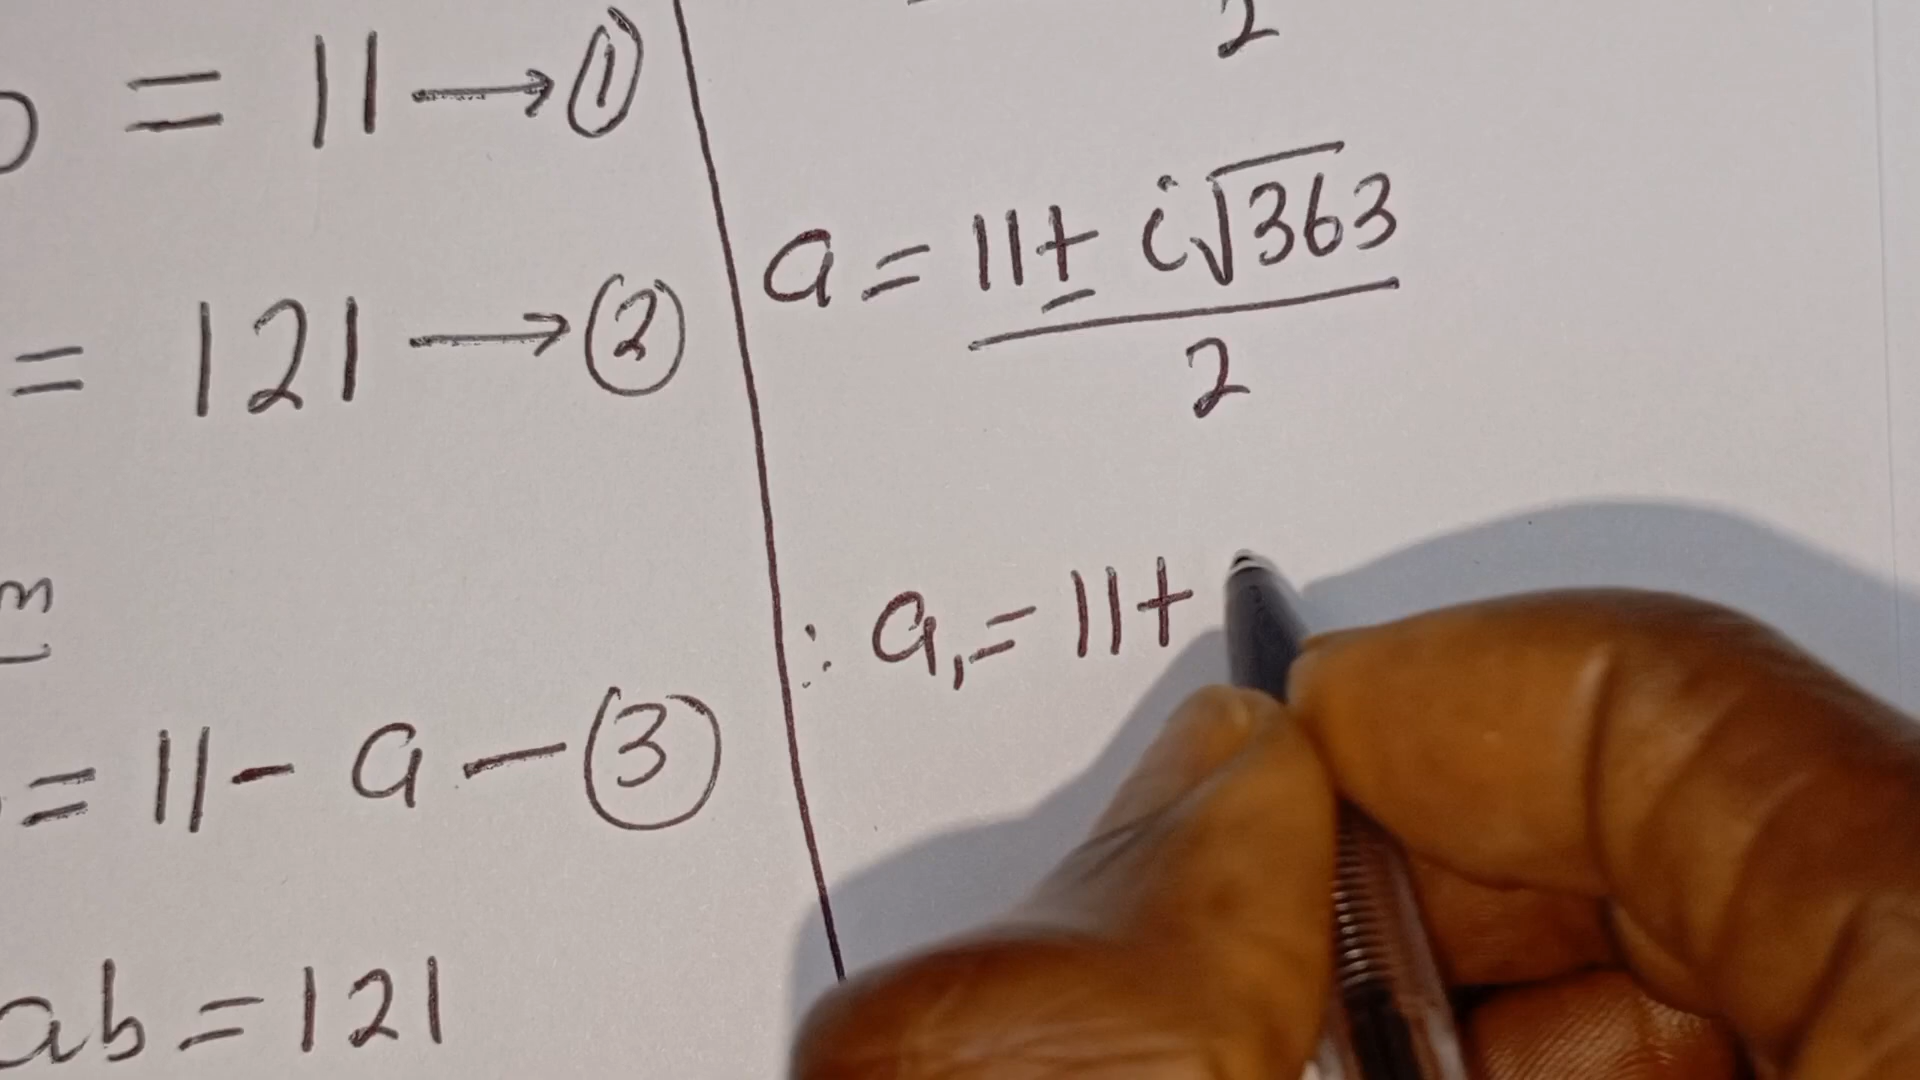 = 11 → ①
= 121 → ②
= 11 - a - ③
ab = 121
2
a = 11 ± i√363
2
∴ a₁ = 11 +